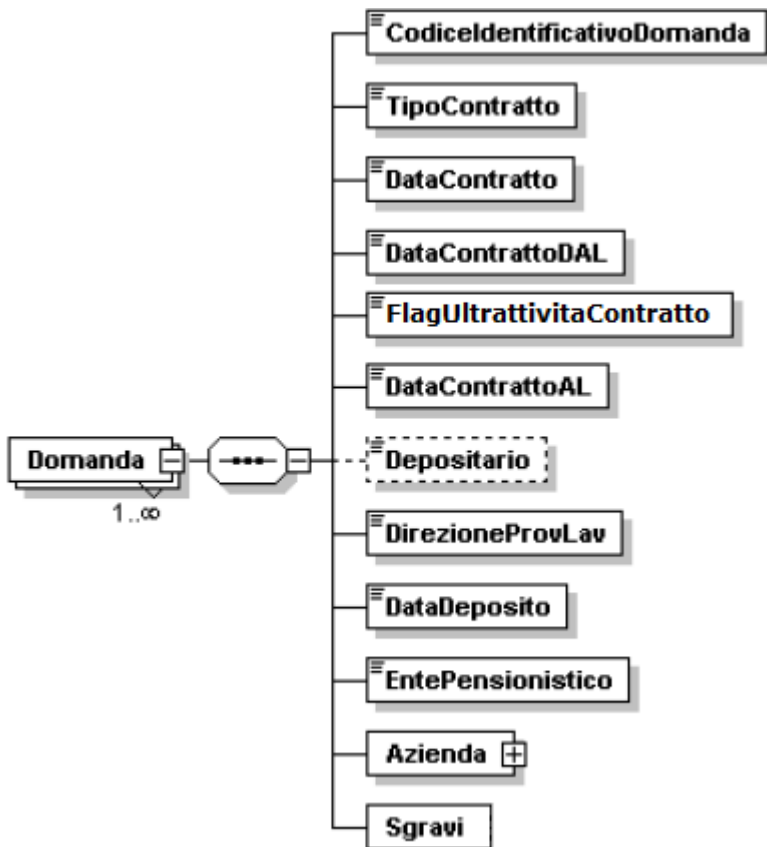 CodiceIdentificativoDomanda
TipoContratto
DataContratto
DataContrattoDAL
FlagUltrattivitaContratto
DataContrattoAL
Domanda
1..∞
Depositario
DirezioneProvLav
DataDeposito
EntePensionistico
Azienda
Sgravi